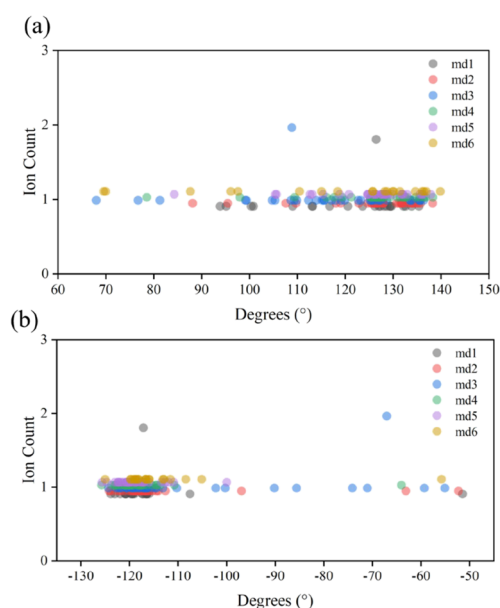 (a)
3
2
1
0
Ion Count
md1
md2
md3
md4
md5
md6
60 70 80 90 100 110 120 130 140 150
Degrees (°)
(b)
3
2
1
0
Ion Count
md1
md2
md3
md4
md5
md6
-130 -120 -110 -100 -90 -80 -70 -60 -50
Degrees (°)